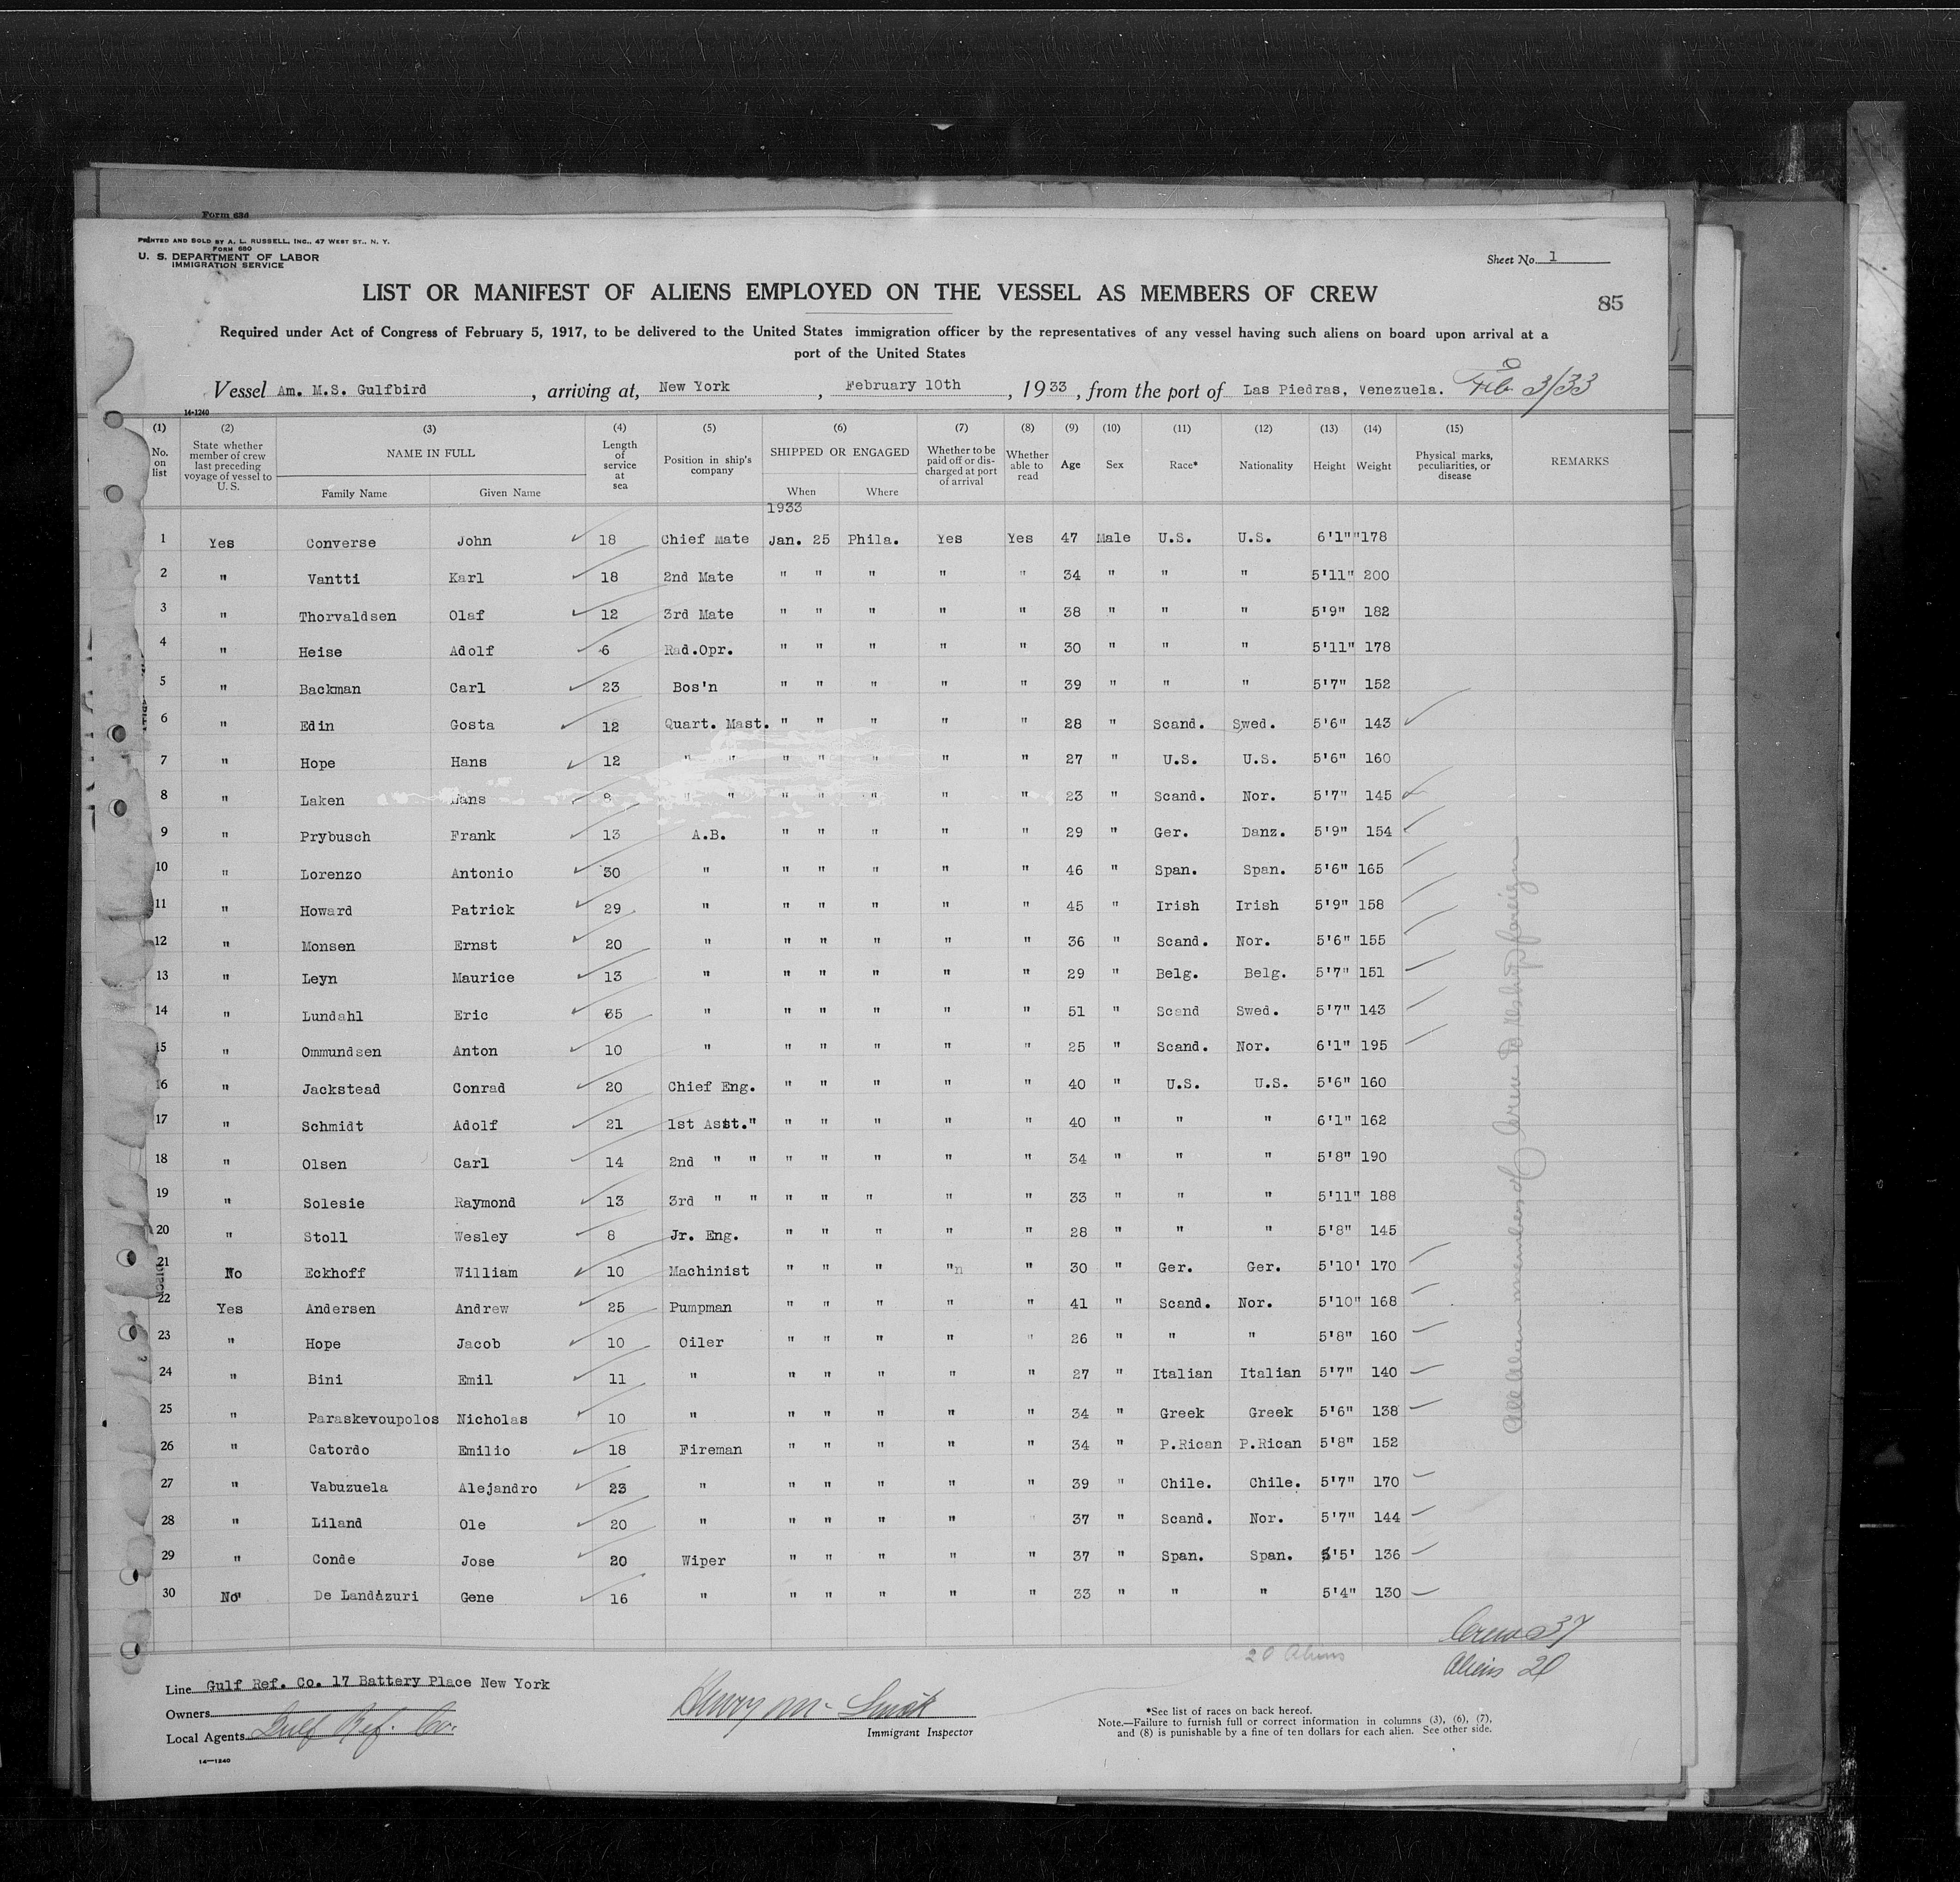 Form 634
PRINTED AND SOLD BY A. L. RUSSELL, INC., 47 WEST ST., N. Y.
FORM 680
U. S. DEPARTMENT OF LABOR
IMMIGRATION SERVICE
Sheet No. 1
LIST OR MANIFEST OF ALIENS EMPLOYED ON THE VESSEL AS MEMBERS OF CREW
85
Required under Act of Congress of February 5, 1917, to be delivered to the United States immigration officer by the representatives of any vessel having such aliens on board upon arrival at a
port of the United States
Vessel Am. M.S. Gulfbird, arriving at, New York, February 10th, 1933, from the port of Las Piedras, Venezuela. Feb 3/33
14-1240
(1) (2) (3) (4) (5) (6) (7) (8) (9) (10) (11) (12) (13) (14) (15)
No. on list State whether member of crew last preceding voyage of vessel to U. S. NAME IN FULL Family Name Given Name Length of service at sea Position in ship's company SHIPPED OR ENGAGED When Where Whether to be paid off or discharged at port of arrival Whether able to read Age Sex Race* Nationality Height Weight Physical marks, peculiarities, or disease REMARKS
1933
1 Yes Converse John 18 Chief Mate Jan. 25 Phila. Yes Yes 47 Male U.S. U.S. 6'1"" 178
2 " Vantti Karl 18 2nd Mate " " " " " 34 " " " 5'11" 200
3 " Thorvaldsen Olaf 12 3rd Mate " " " " " 38 " " " 5'9" 182
4 " Heise Adolf 6 Rad.Opr. " " " " " 30 " " " 5'11" 178
5 " Backman Carl 23 Bos'n " " " " " 39 " " " 5'7" 152
6 " Edin Gosta 12 Quart. Mast. " " " " " 28 " Scand. Swed. 5'6" 143
7 " Hope Hans 12 " " " " " " " 27 " U.S. U.S. 5'6" 160
8 " Laken Hans " " " " " " " 23 " Scand. Nor. 5'7" 145
9 " Prybusch Frank 13 A.B. " " " " " 29 " Ger. Danz. 5'9" 154
10 " Lorenzo Antonio 30 " " " " " " 46 " Span. Span. 5'6" 165
11 " Howard Patrick 29 " " " " " " 45 " Irish Irish 5'9" 158
12 " Monsen Ernst 20 " " " " " " 36 " Scand. Nor. 5'6" 155
13 " Leyn Maurice 13 " " " " " " 29 " Belg. Belg. 5'7" 151
14 " Lundahl Eric " " " " " " 51 " Scand Swed. 5'7" 143
15 " Ommundsen Anton 10 " " " " " " 25 " Scand. Nor. 6'1" 195
16 " Jackstead Conrad 20 Chief Eng. " " " " " 40 " U.S. U.S. 5'6" 160
17 " Schmidt Adolf 21 1st Asst." " " " " " 40 " " " 6'1" 162
18 " Olsen Carl 14 2nd " " " " " " " 34 " " " 5'8" 190
19 " Solesie Raymond 13 3rd " " " " " " " 33 " " " 5'11" 188
20 " Stoll Wesley 8 Jr. Eng. " " " " " 28 " " " 5'8" 145
21 No Eckhoff William 10 Machinist " " " "n " 30 " Ger. Ger. 5'10' 170
22 Yes Andersen Andrew 25 Pumpman " " " " " 41 " Scand. Nor. 5'10" 168
23 " Hope Jacob 10 Oiler " " " " " 26 " " " 5'8" 160
24 " Bini Emil 11 " " " " " " 27 " Italian Italian 5'7" 140
25 " Paraskevoupolos Nicholas 10 " " " " " " 34 " Greek Greek 5'6" 138
26 " Catordo Emilio 18 Fireman " " " " " 34 " P.Rican P.Rican 5'8" 152
27 " Vabuzuela Alejandro 23 " " " " " " 39 " Chile. Chile. 5'7" 170
28 " Liland Ole 20 " " " " " 37 " Scand. Nor. 5'7" 144
29 " Conde Jose 20 Wiper " " " " " 37 " Span. Span. 5'5' 136
30 No" De Landazuri Gene 16 " " " " " " 33 " " " 5'4" 130
All alien members of Crew to reship foreign
Crew 37
20 Aliens
Aliens 20
Line Gulf Ref. Co. 17 Battery Place New York
Owners
Local Agents Gulf Ref. Co.
14—1240
Immigrant Inspector
*See list of races on back hereof.
Note.—Failure to furnish full or correct information in columns (3), (6), (7),
and (8) is punishable by a fine of ten dollars for each alien. See other side.